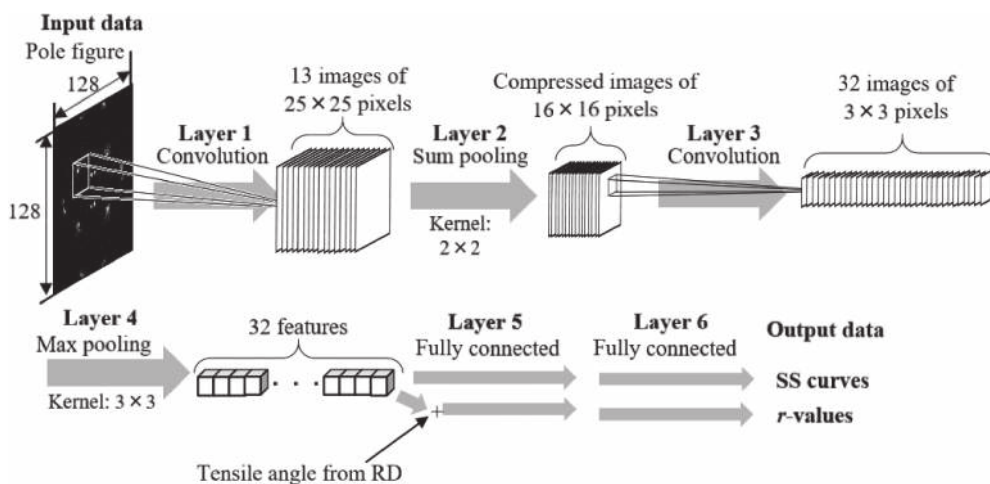 Input data
Pole figure
128
128
Layer 1
Convolution
13 images of
25 × 25 pixels
Layer 2
Sum pooling
Kernel:
2 × 2
Compressed images of
16 × 16 pixels
Layer 3
Convolution
32 images of
3 × 3 pixels
Layer 4
Max pooling
Kernel: 3 × 3
32 features
· · ·
+
Tensile angle from RD
Layer 5
Fully connected
Layer 6
Fully connected
Output data
SS curves
r-values